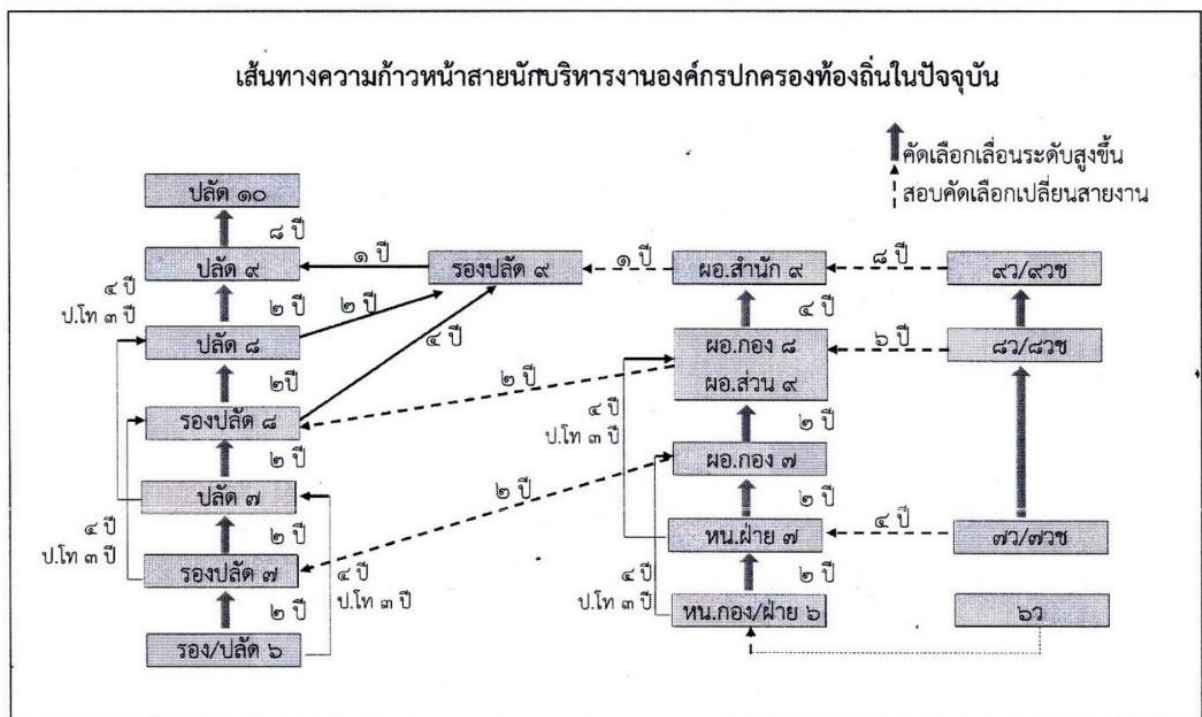 เส้นทางความก้าวหน้าสายนักบริหารงานองค์กรปกครองท้องถิ่นในปัจจุบัน
คัดเลือกเลื่อนระดับสูงขึ้น
สอบคัดเลือกเปลี่ยนสายงาน
ปลัด ๑๐
๘ ปี
ปลัด ๙
๑ ปี
รองปลัด ๙
๑ ปี
ผอ.สำนัก ๙
๘ ปี
๙ว/๙วช
๔ ปี
ป.โท ๓ ปี
๒ ปี
๒ ปี
๔ ปี
๔ ปี
ปลัด ๘
ผอ.กอง ๘
ผอ.ส่วน ๙
๖ ปี
๘ว/๘วช
๒ปี
๒ ปี
รองปลัด ๘
๔ ปี
ป.โท ๓ ปี
๒ ปี
๒ ปี
ผอ.กอง ๗
ปลัด ๗
๒ ปี
๒ ปี
๔ ปี
ป.โท ๓ ปี
๒ ปี
หน.ฝ่าย ๗
๔ ปี
๗ว/๗วช
รองปลัด ๗
๔ ปี
ป.โท ๓ ปี
๒ ปี
๔ ปี
ป.โท ๓ ปี
๒ ปี
รอง/ปลัด ๖
หน.กอง/ฝ่าย ๖
๖ว